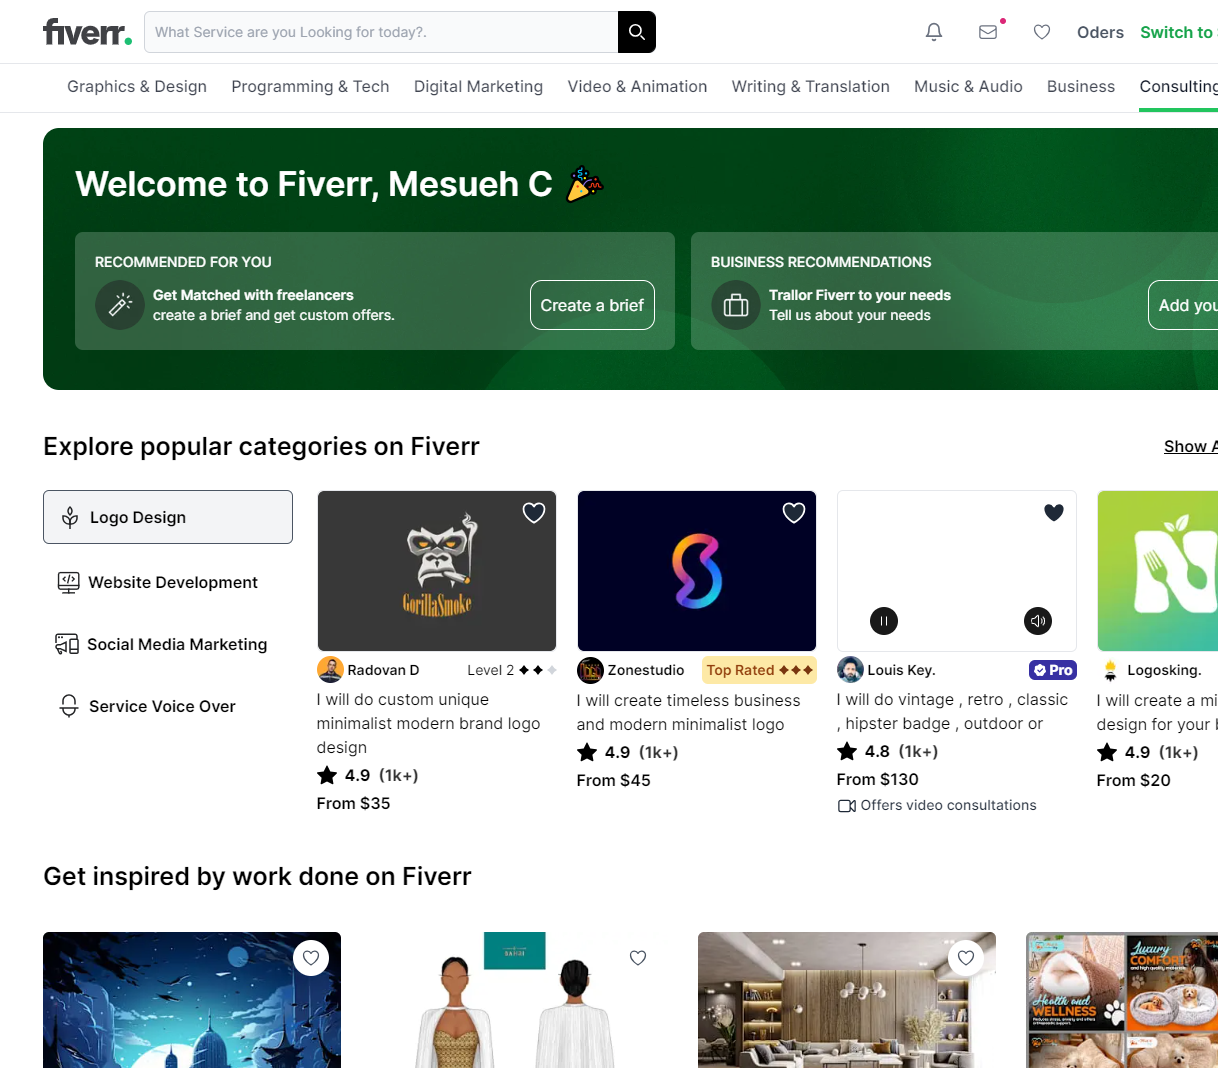 fiverr.
What Service are you Looking for today?.
Oders
Switch to
Graphics & Design
Programming & Tech
Digital Marketing
Video & Animation
Writing & Translation
Music & Audio
Business
Consulting
Welcome to Fiverr, Mesueh C
RECOMMENDED FOR YOU
Get Matched with freelancers
create a brief and get custom offers.
Create a brief
BUISINESS RECOMMENDATIONS
Trallor Fiverr to your needs
Tell us about your needs
Add you
Explore popular categories on Fiverr
Show A
Logo Design
Website Development
Social Media Marketing
Service Voice Over
GorillaSmoke
Radovan D
Level 2
I will do custom unique
minimalist modern brand logo
design
4.9 (1k+)
From $35
Zonestudio
Top Rated
I will create timeless business
and modern minimalist logo
4.9 (1k+)
From $45
Louis Key.
Pro
I will do vintage , retro , classic
, hipster badge , outdoor or
4.8 (1k+)
From $130
Offers video consultations
N
Logosking.
I will create a mi
design for your b
4.9 (1k+)
From $20
Get inspired by work done on Fiverr
Health and
WELLNESS
Luxury
COMFORT
and high quality materials